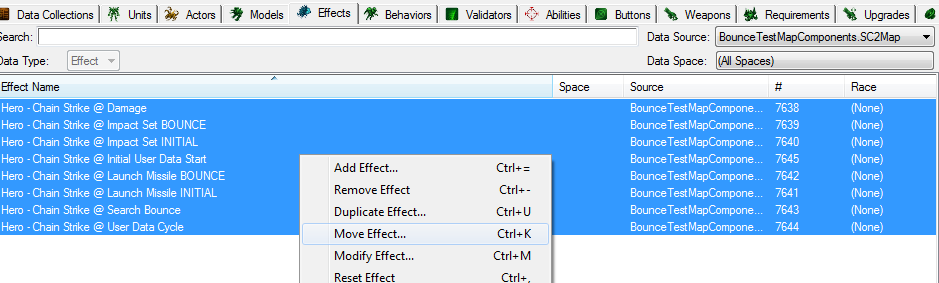 Data Collections Units Actors Models Effects Behaviors Validators Abilities Buttons Weapons Requirements Upgrades
Search: Data Source: BounceTestMapComponents.SC2Map
Data Type: Effect Data Space: (All Spaces)
Effect Name Space Source # Race
Hero - Chain Strike @ Damage BounceTestMapCompone... 7638 (None)
Hero - Chain Strike @ Impact Set BOUNCE BounceTestMapCompone... 7639 (None)
Hero - Chain Strike @ Impact Set INITIAL BounceTestMapCompone... 7640 (None)
Hero - Chain Strike @ Initial User Data Start BounceTestMapCompone... 7645 (None)
Hero - Chain Strike @ Launch Missile BOUNCE BounceTestMapCompone... 7642 (None)
Hero - Chain Strike @ Launch Missile INITIAL BounceTestMapCompone... 7641 (None)
Hero - Chain Strike @ Search Bounce BounceTestMapCompone... 7643 (None)
Hero - Chain Strike @ User Data Cycle BounceTestMapCompone... 7644 (None)
Add Effect... Ctrl+=
Remove Effect Ctrl+-
Duplicate Effect... Ctrl+U
Move Effect... Ctrl+K
Modify Effect... Ctrl+M
Reset Effect Ctrl+,